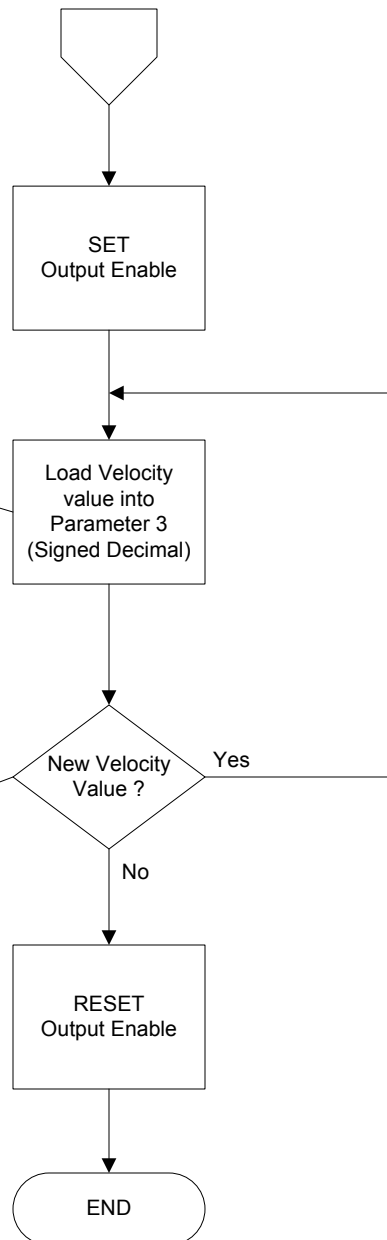 SET
Output Enable
Load Velocity
value into
Parameter 3
(Signed Decimal)
New Velocity
Value ?
Yes
No
RESET
Output Enable
END